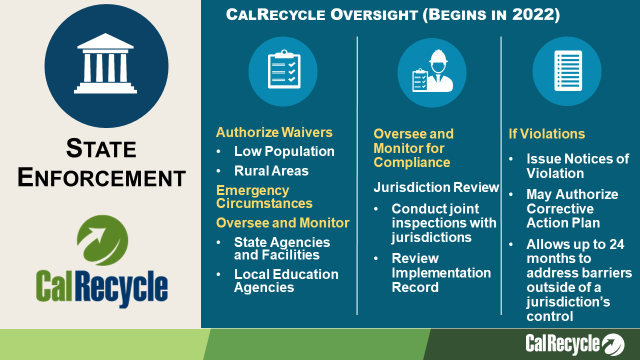 STATE
ENFORCEMENT
CalRecycle
CALRECYCLE OVERSIGHT (BEGINS IN 2022)
Authorize Waivers
• Low Population
• Rural Areas
Emergency
Circumstances
Oversee and Monitor
• State Agencies
and Facilities
• Local Education
Agencies
Oversee and
Monitor for
Compliance
Jurisdiction Review
• Conduct joint
inspections with
jurisdictions
• Review
Implementation
Record
If Violations
• Issue Notices of
Violation
• May Authorize
Corrective
Action Plan
• Allows up to 24
months to
address barriers
outside of a
jurisdiction's
control
CalRecycle